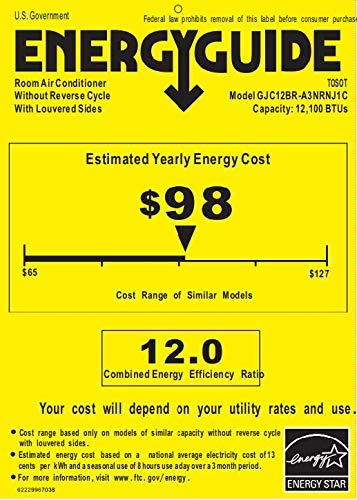 U.S. Government
Federal law prohibits removal of this label before consumer purchase
ENERGYGUIDE
Room Air Conditioner
Without Reverse Cycle
With Louvered Sides
TOSOT
Model GJC12BR-A3NRNJ1C
Capacity: 12,100 BTUs
Estimated Yearly Energy Cost
$98
$65
$127
Cost Range of Similar Models
12.0
Combined Energy Efficiency Ratio
Your cost will depend on your utility rates and use.
• Cost range based only on models of similar capacity without reverse cycle
with louvered sides.
• Estimated energy cost based on a national average electricity cost of 13
cents per kWh and a seasonal use of 8 hours use a day over a 3 month period.
• For more information, visit www.ftc.gov/energy.
62229967038
energy
ENERGY STAR